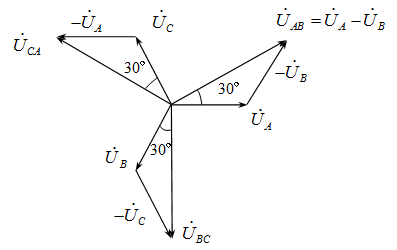 −U̇_A U̇_C U̇_AB = U̇_A − U̇_B
U̇_CA
30° 30° −U̇_B
U̇_A
U̇_B 30°
−U̇_C U̇_BC